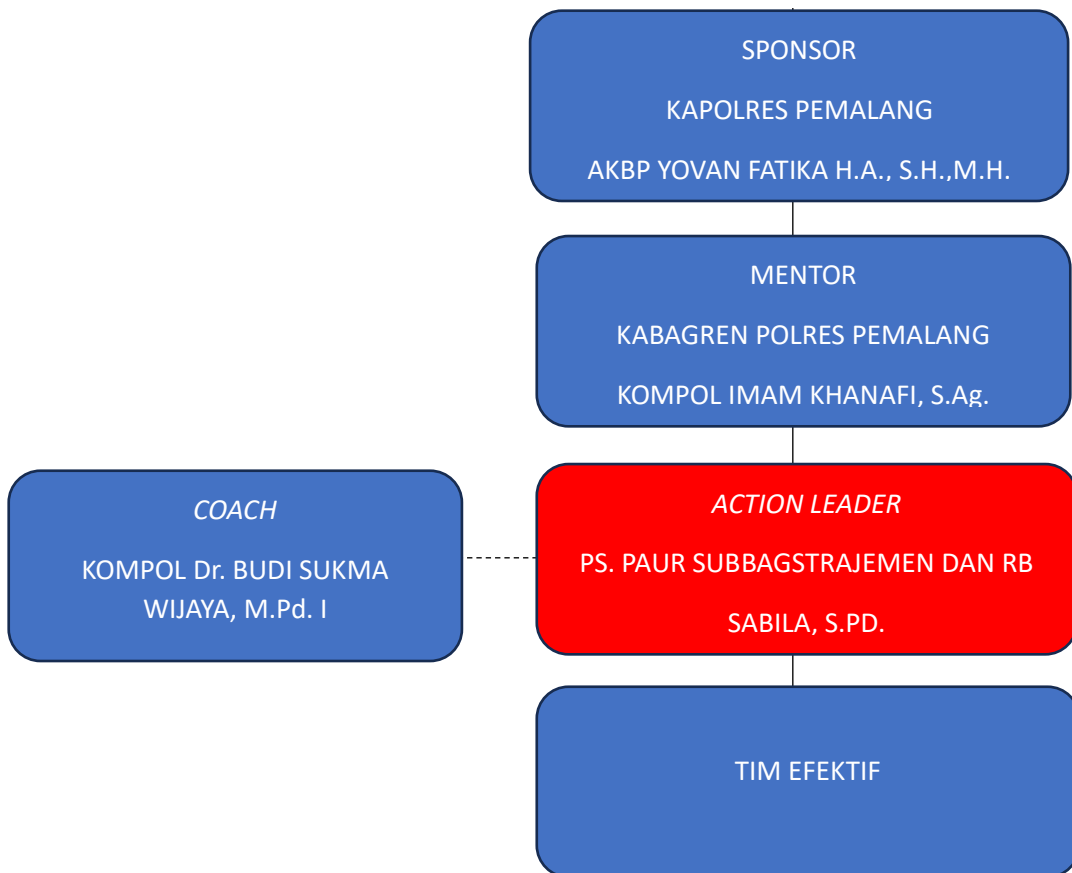 SPONSOR
KAPOLRES PEMALANG
AKBP YOVAN FATIKA H.A., S.H.,M.H.
MENTOR
KABAGREN POLRES PEMALANG
KOMPOL IMAM KHANAFI, S.Ag.
COACH
KOMPOL Dr. BUDI SUKMA
WIJAYA, M.Pd. I
ACTION LEADER
PS. PAUR SUBBAGSTRAJEMEN DAN RB
SABILA, S.PD.
TIM EFEKTIF